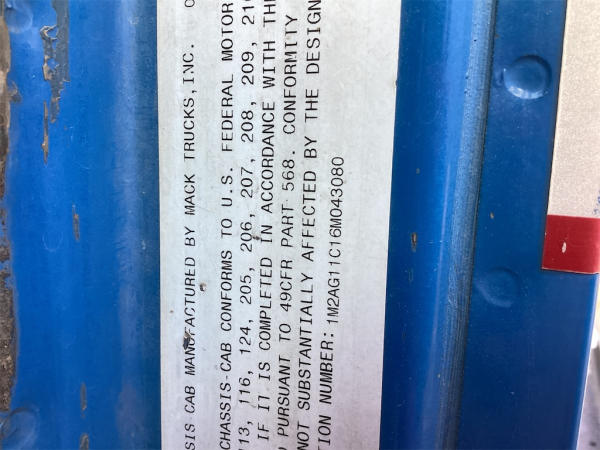 SIS CAB MANUFACTURED BY MACK TRUCKS, INC.
CHASSIS-CAB CONFORMS TO U.S. FEDERAL MOTOR
13, 116, 124, 205, 206, 207, 208, 209, 21
IF IT IS COMPLETED IN ACCORDANCE WITH TH
PURSUANT TO 49CFR PART 568. CONFORMITY
NOT SUBSTANTIALLY AFFECTED BY THE DESIGN
TION NUMBER: 1M2AG11C16M043080